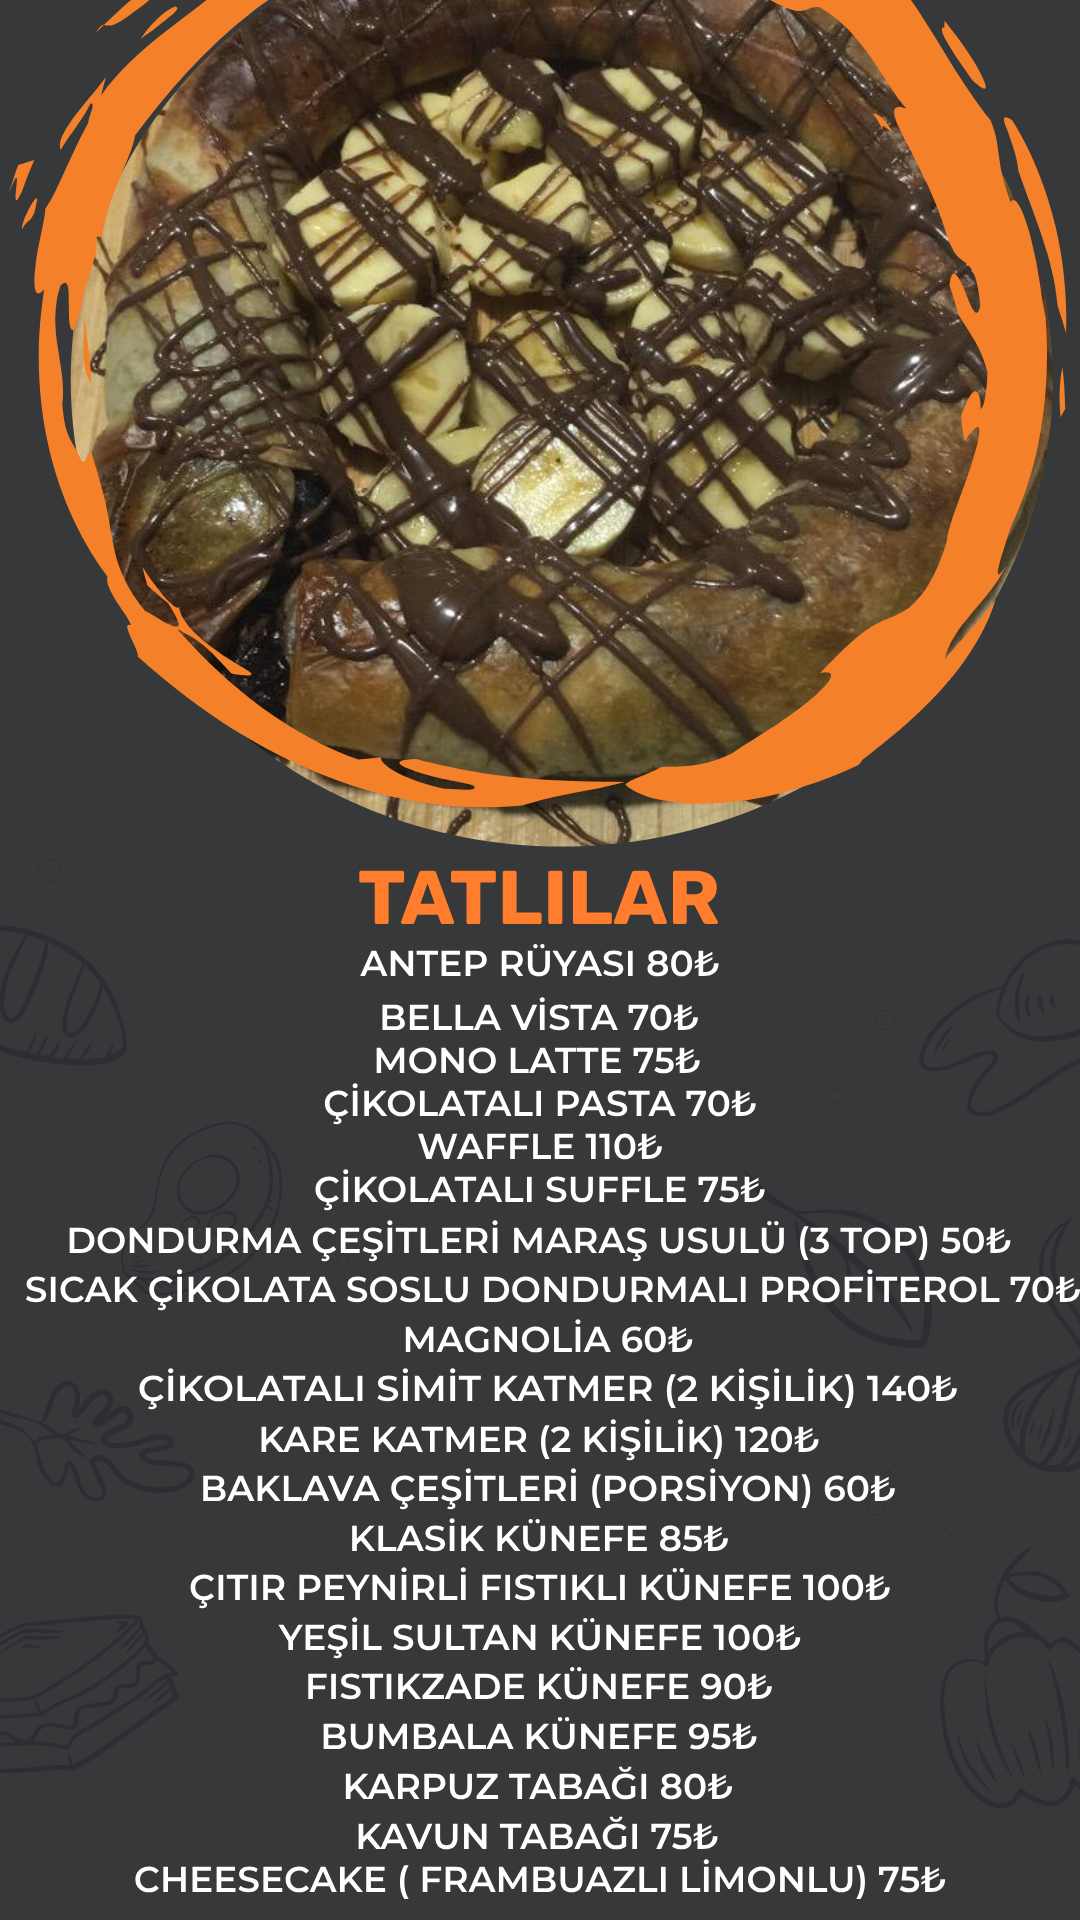 TATLILAR
ANTEP RÜYASI 80₺
BELLA VİSTA 70₺
MONO LATTE 75₺
ÇİKOLATALI PASTA 70₺
WAFFLE 110₺
ÇİKOLATALI SUFFLE 75₺
DONDURMA ÇEŞİTLERİ MARAŞ USULÜ (3 TOP) 50₺
SICAK ÇİKOLATA SOSLU DONDURMALI PROFİTEROL 70₺
MAGNOLİA 60₺
ÇİKOLATALI SİMİT KATMER (2 KİŞİLİK) 140₺
KARE KATMER (2 KİŞİLİK) 120₺
BAKLAVA ÇEŞİTLERİ (PORSİYON) 60₺
KLASİK KÜNEFE 85₺
ÇITIR PEYNİRLİ FISTIKLI KÜNEFE 100₺
YEŞİL SULTAN KÜNEFE 100₺
FISTIKZADE KÜNEFE 90₺
BUMBALA KÜNEFE 95₺
KARPUZ TABAĞI 80₺
KAVUN TABAĞI 75₺
CHEESECAKE ( FRAMBUAZLI LİMONLU) 75₺